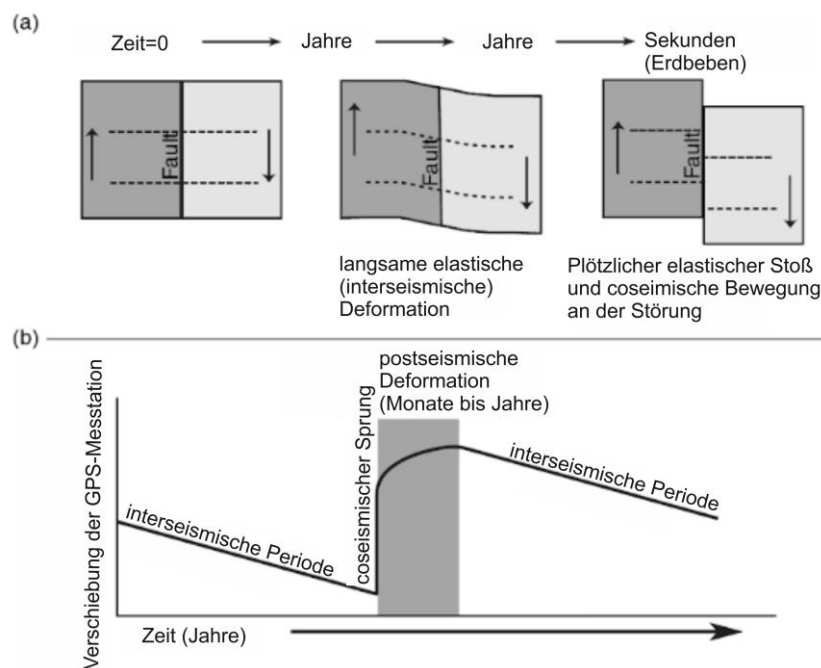 (a)
Zeit=0
Jahre
Jahre
Sekunden
(Erdbeben)
Fault
Fault
Fault
langsame elastische
(interseismische)
Deformation
Plötzlicher elastischer Stoß
und coseimische Bewegung
an der Störung
(b)
Verschiebung der GPS-Messtation
interseismische Periode
coseismischer Sprung
postseismische
Deformation
(Monate bis Jahre)
interseismische Periode
Zeit (Jahre)